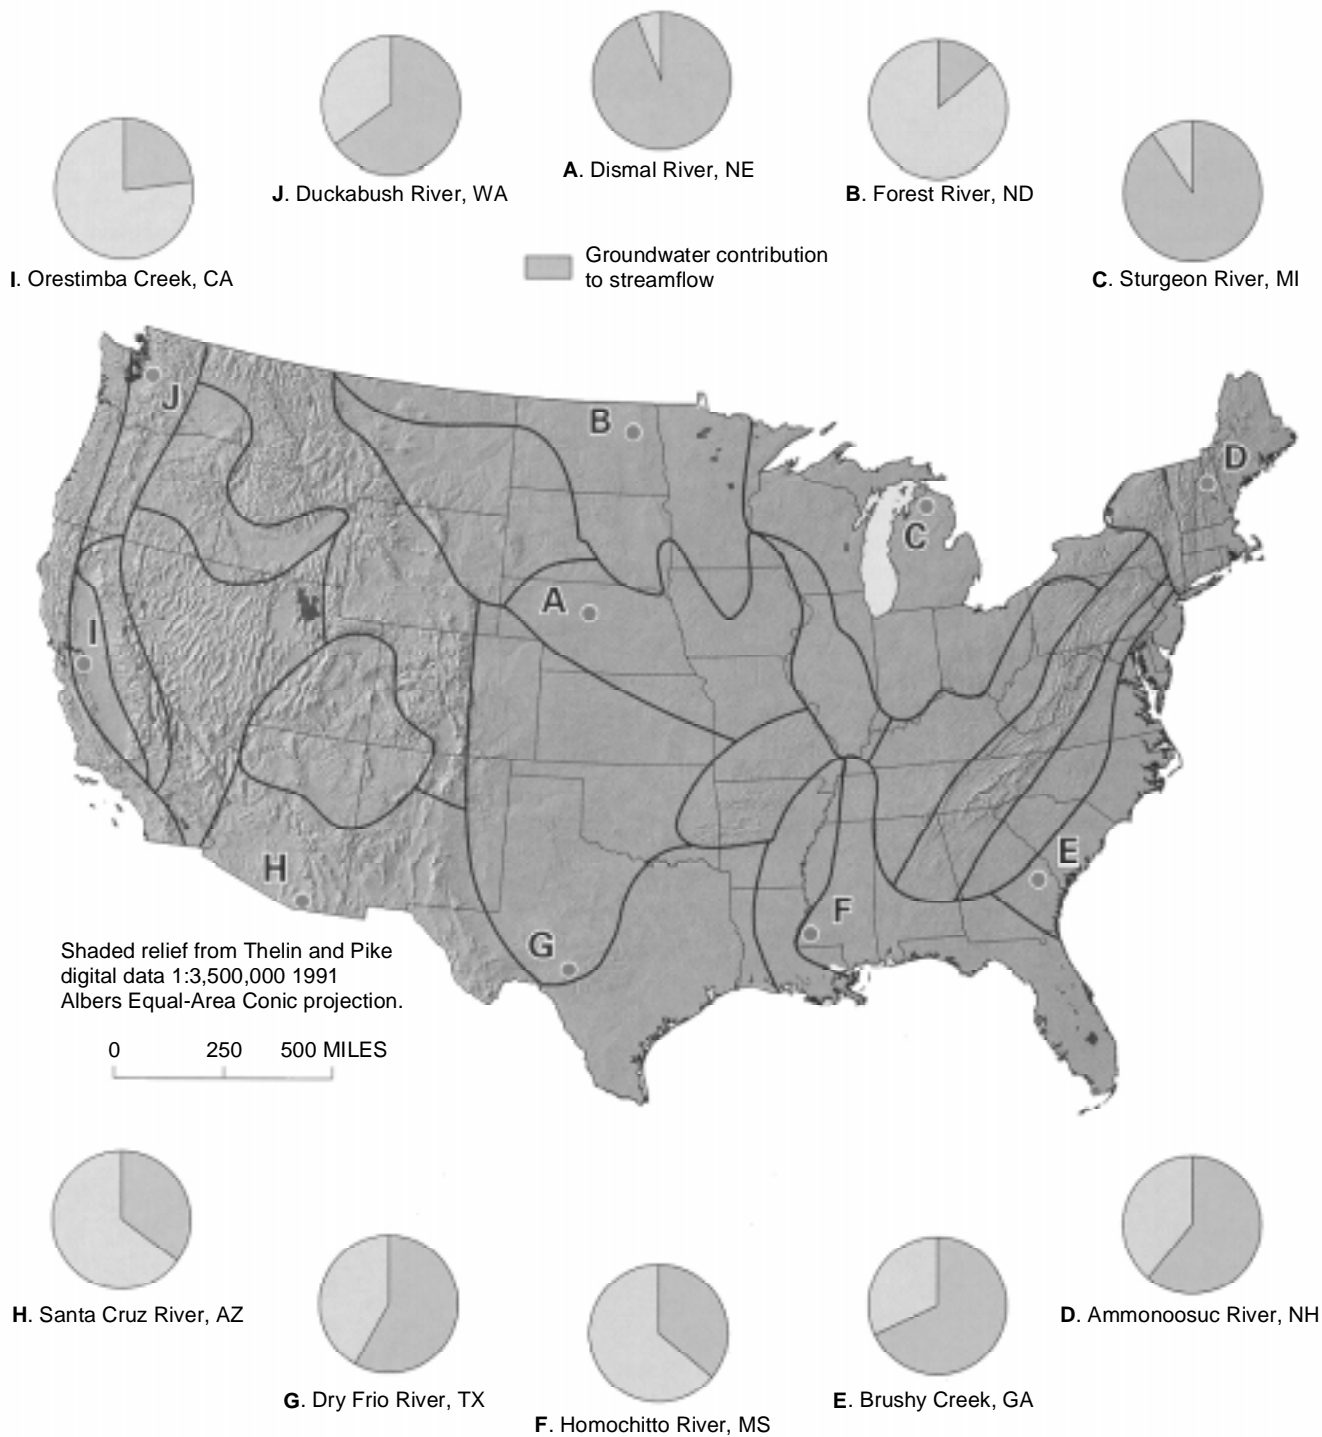 A. Dismal River, NE
J. Duckabush River, WA
B. Forest River, ND
I. Orestimba Creek, CA
Groundwater contribution
to streamflow
C. Sturgeon River, MI
J
B
D
C
A
I
E
H
F
G
Shaded relief from Thelin and Pike
digital data 1:3,500,000 1991
Albers Equal-Area Conic projection.
0 250 500 MILES
H. Santa Cruz River, AZ
D. Ammonoosuc River, NH
G. Dry Frio River, TX
E. Brushy Creek, GA
F. Homochitto River, MS